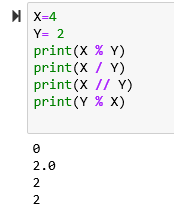 X=4
Y= 2
print(X % Y)
print(X / Y)
print(X // Y)
print(Y % X)
0
2.0
2
2